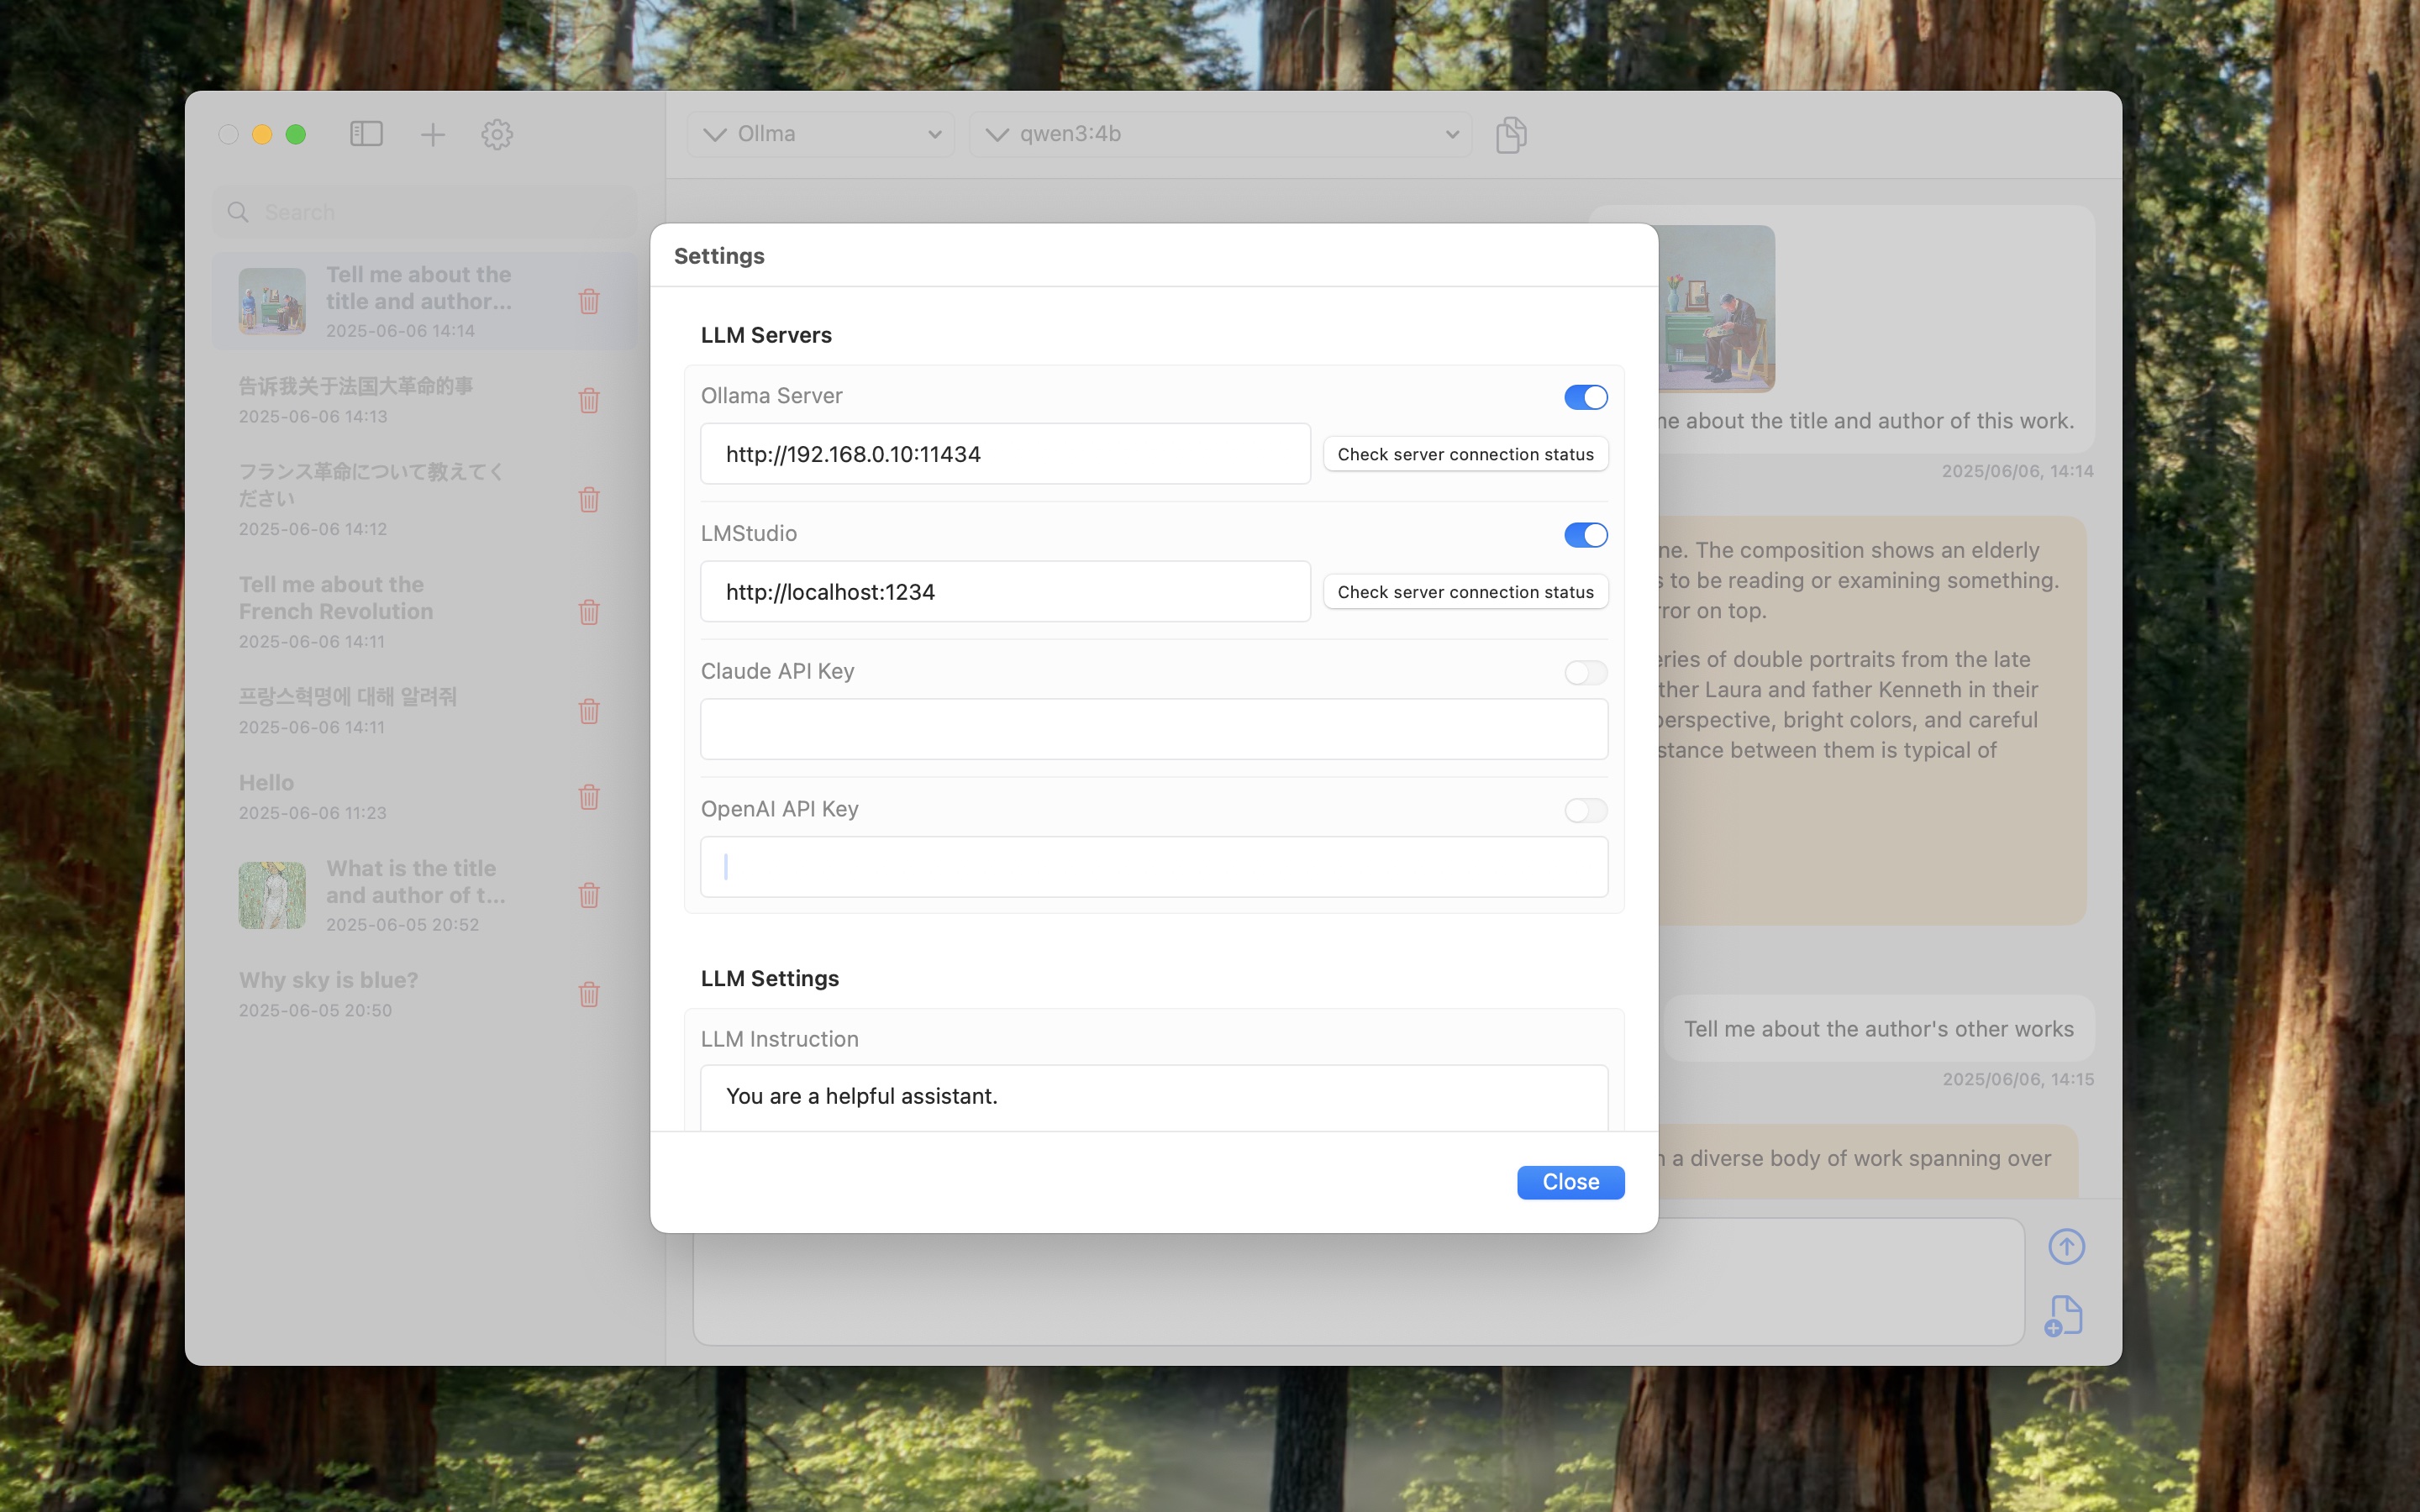 Ollma
qwen3:4b
Search
Tell me about the
title and author...
2025-06-06 14:14
告诉我关于法国大革命的事
2025-06-06 14:13
フランス革命について教えてく
ださい
2025-06-06 14:12
Tell me about the
French Revolution
2025-06-06 14:11
프랑스혁명에 대해 알려줘
2025-06-06 14:11
Hello
2025-06-06 11:23
What is the title
and author of t...
2025-06-05 20:52
Why sky is blue?
2025-06-05 20:50
Settings
LLM Servers
Ollama Server
http://192.168.0.10:11434
Check server connection status
LMStudio
http://localhost:1234
Check server connection status
Claude API Key
OpenAI API Key
LLM Settings
LLM Instruction
You are a helpful assistant.
Close
about the title and author of this work.
2025/06/06, 14:14
The composition shows an elderly
to be reading or examining something.
on top.
of double portraits from the late
Laura and father Kenneth in their
perspective, bright colors, and careful
between them is typical of
Tell me about the author's other works
2025/06/06, 14:15
a diverse body of work spanning over